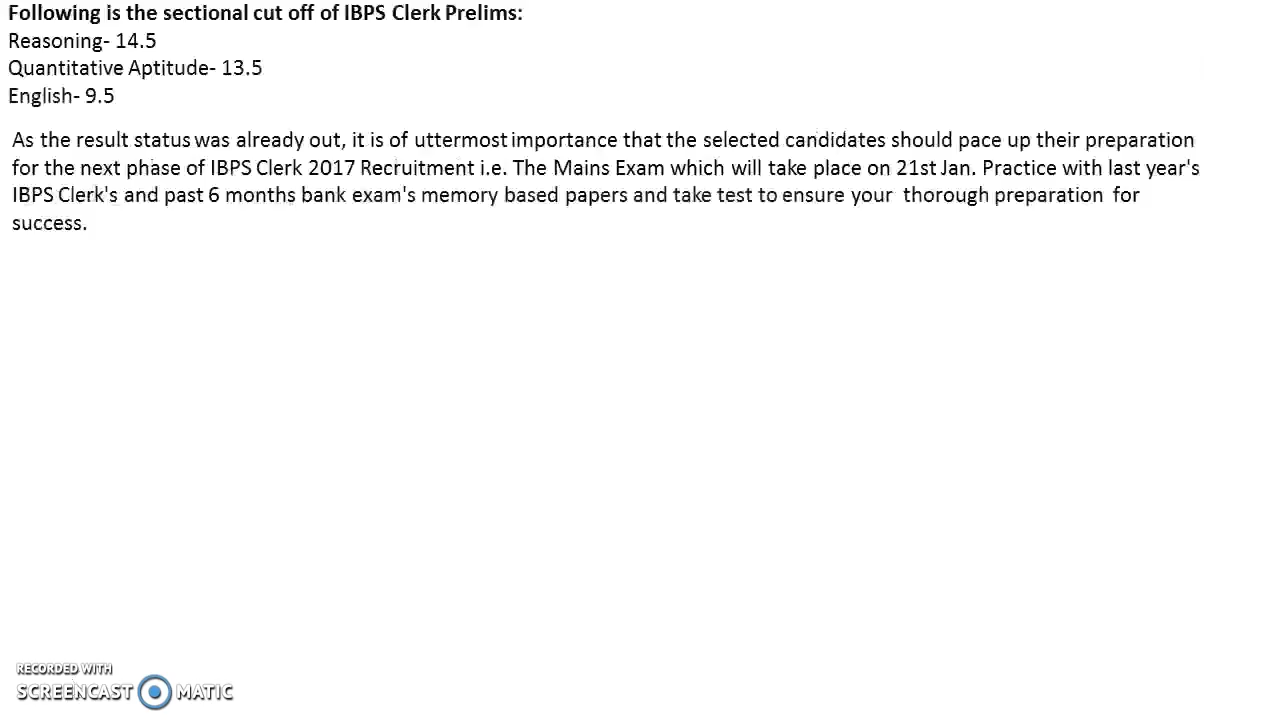 Following is the sectional cut off of IBPS Clerk Prelims:
Reasoning- 14.5
Quantitative Aptitude- 13.5
English- 9.5
As the result status was already out, it is of uttermost importance that the selected candidates should pace up their preparation
for the next phase of IBPS Clerk 2017 Recruitment i.e. The Mains Exam which will take place on 21st Jan. Practice with last year's
IBPS Clerk's and past 6 months bank exam's memory based papers and take test to ensure your thorough preparation for
success.
RECORDED WITH
SCREENCAST MATIC